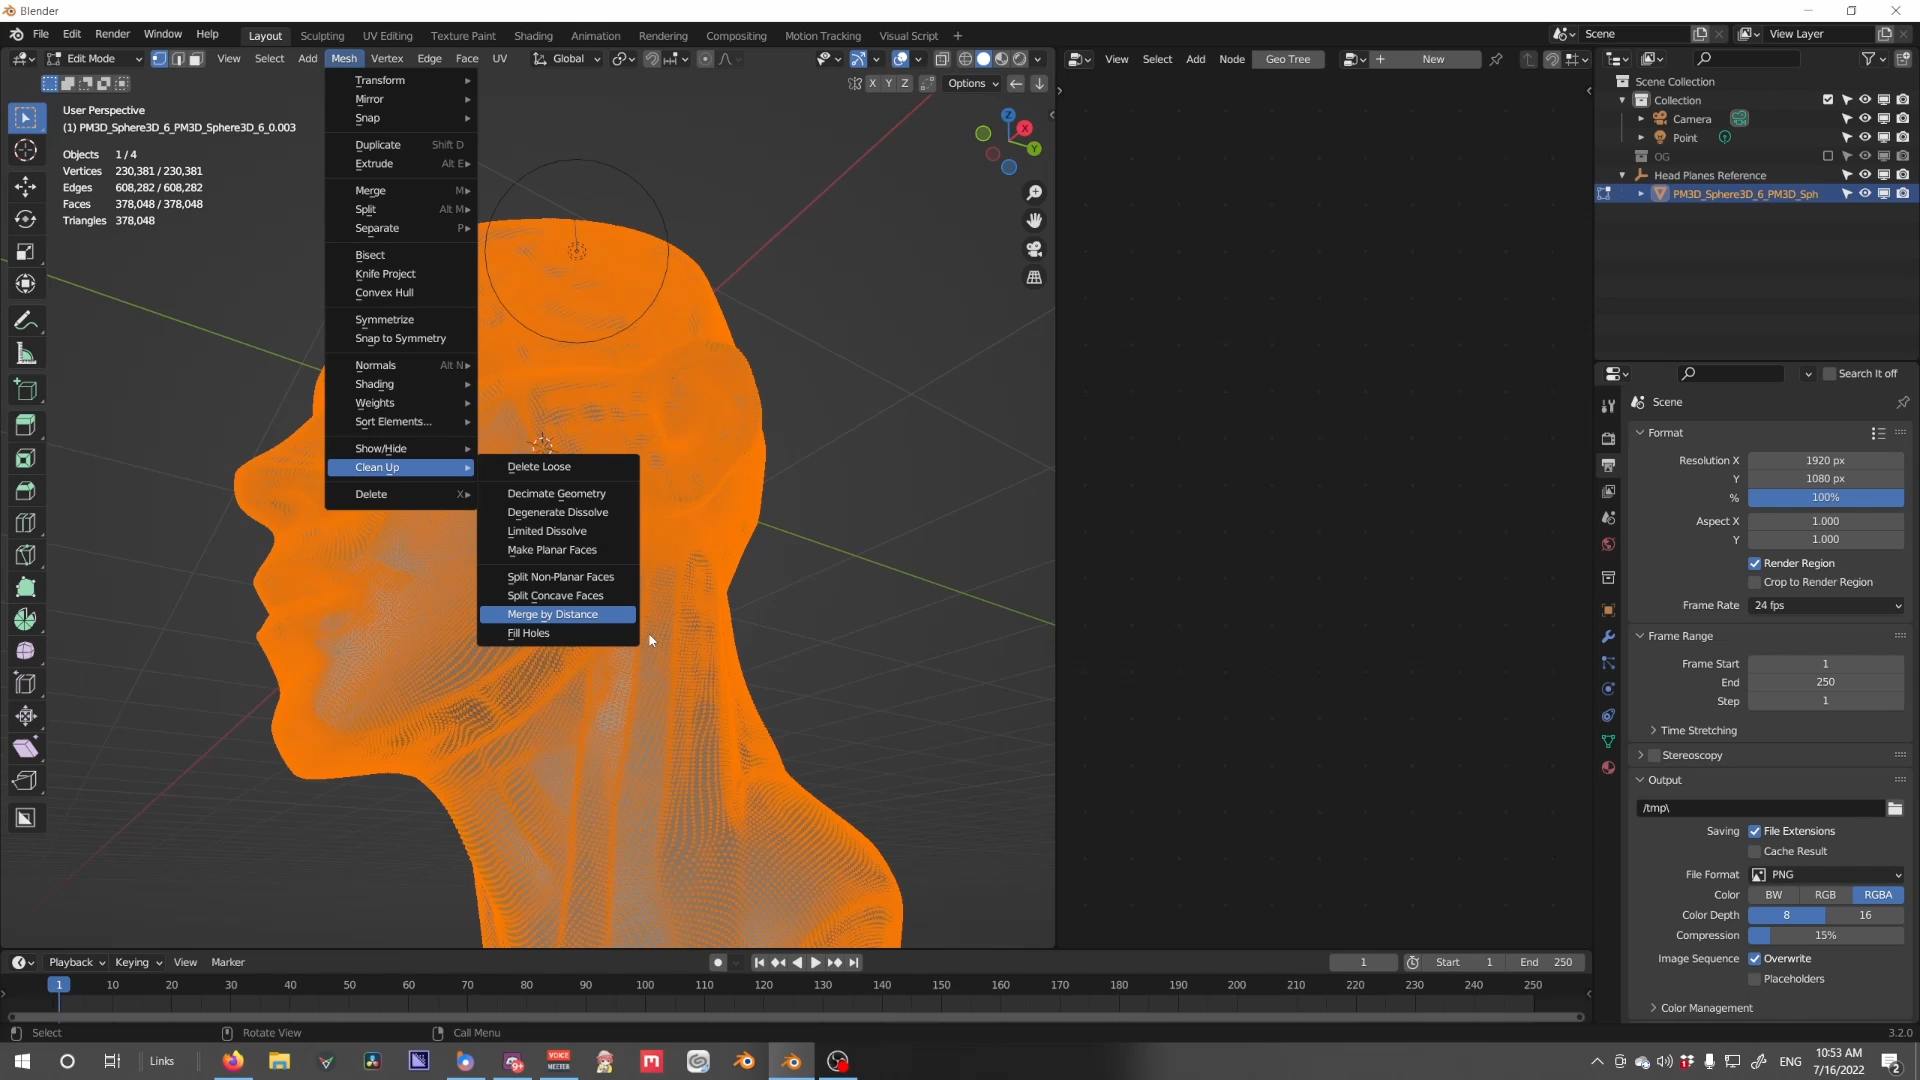 Blender
File Edit Render Window Help
Layout Sculpting UV Editing Texture Paint Shading Animation Rendering Compositing Motion Tracking Visual Script +
Scene
View Layer
Edit Mode
View Select Add Mesh Vertex Edge Face UV
Global
View Select Add Node Geo Tree
New
X Y Z
Options
User Perspective
(1) PM3D_Sphere3D_6_PM3D_Sphere3D_6_0.003
Objects 1 / 4
Vertices 230,381 / 230,381
Edges 608,282 / 608,282
Faces 378,048 / 378,048
Triangles 378,048
Transform
Mirror
Snap
Duplicate Shift D
Extrude Alt E
Merge M
Split Alt M
Separate P
Bisect
Knife Project
Convex Hull
Symmetrize
Snap to Symmetry
Normals Alt N
Shading
Weights
Sort Elements...
Show/Hide
Clean Up
Delete X
Delete Loose
Decimate Geometry
Degenerate Dissolve
Limited Dissolve
Make Planar Faces
Split Non-Planar Faces
Split Concave Faces
Merge by Distance
Fill Holes
Z
X
Y
Scene Collection
Collection
Camera
Point
OG
Head Planes Reference
PM3D_Sphere3D_6_PM3D_Sph
Search It off
Scene
Format
Resolution X 1920 px
Y 1080 px
% 100%
Aspect X 1.000
Y 1.000
Render Region
Crop to Render Region
Frame Rate 24 fps
Frame Range
Frame Start 1
End 250
Step 1
Time Stretching
Stereoscopy
Output
/tmp\
Saving File Extensions
Cache Result
File Format PNG
Color BW RGB RGBA
Color Depth 8 16
Compression 15%
Image Sequence Overwrite
Placeholders
Color Management
Playback Keying View Marker
1 Start 1 End 250
1 10 20 30 40 50 60 70 80 90 100 110 120 130 140 150 160 170 180 190 200 210 220 230 240 250
Select Rotate View Call Menu
3.2.0
Links
VOICE
MEETER
9+
ENG
10:53 AM
7/16/2022
2